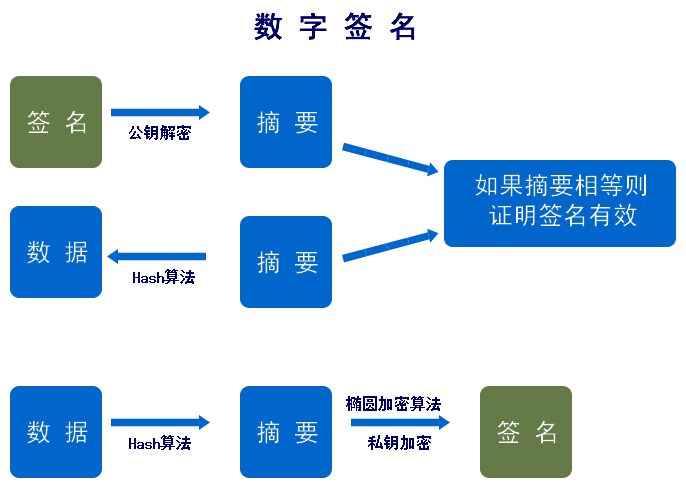 数字签名
签名
公钥解密
摘要
如果摘要相等则
证明签名有效
数据
Hash算法
摘要
数据
Hash算法
摘要
椭圆加密算法
私钥加密
签名